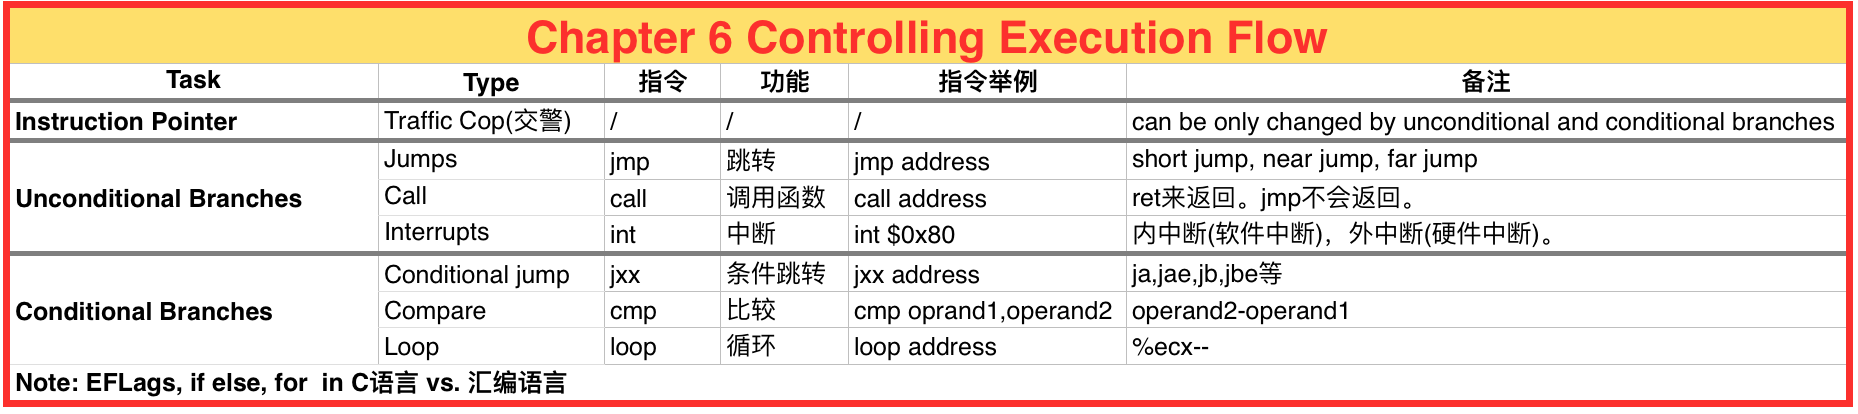 Chapter 6 Controlling Execution Flow
Task Type 指令 功能 指令举例 备注
Instruction Pointer Traffic Cop(交警) / / / can be only changed by unconditional and conditional branches
Jumps jmp 跳转 jmp address short jump, near jump, far jump
Unconditional Branches Call call 调用函数 call address ret来返回。jmp不会返回。
Interrupts int 中断 int $0x80 内中断(软件中断)，外中断(硬件中断)。
Conditional jump jxx 条件跳转 jxx address ja,jae,jb,jbe等
Conditional Branches Compare cmp 比较 cmp oprand1,operand2 operand2-operand1
Loop loop 循环 loop address %ecx--
Note: EFLags, if else, for in C语言 vs. 汇编语言